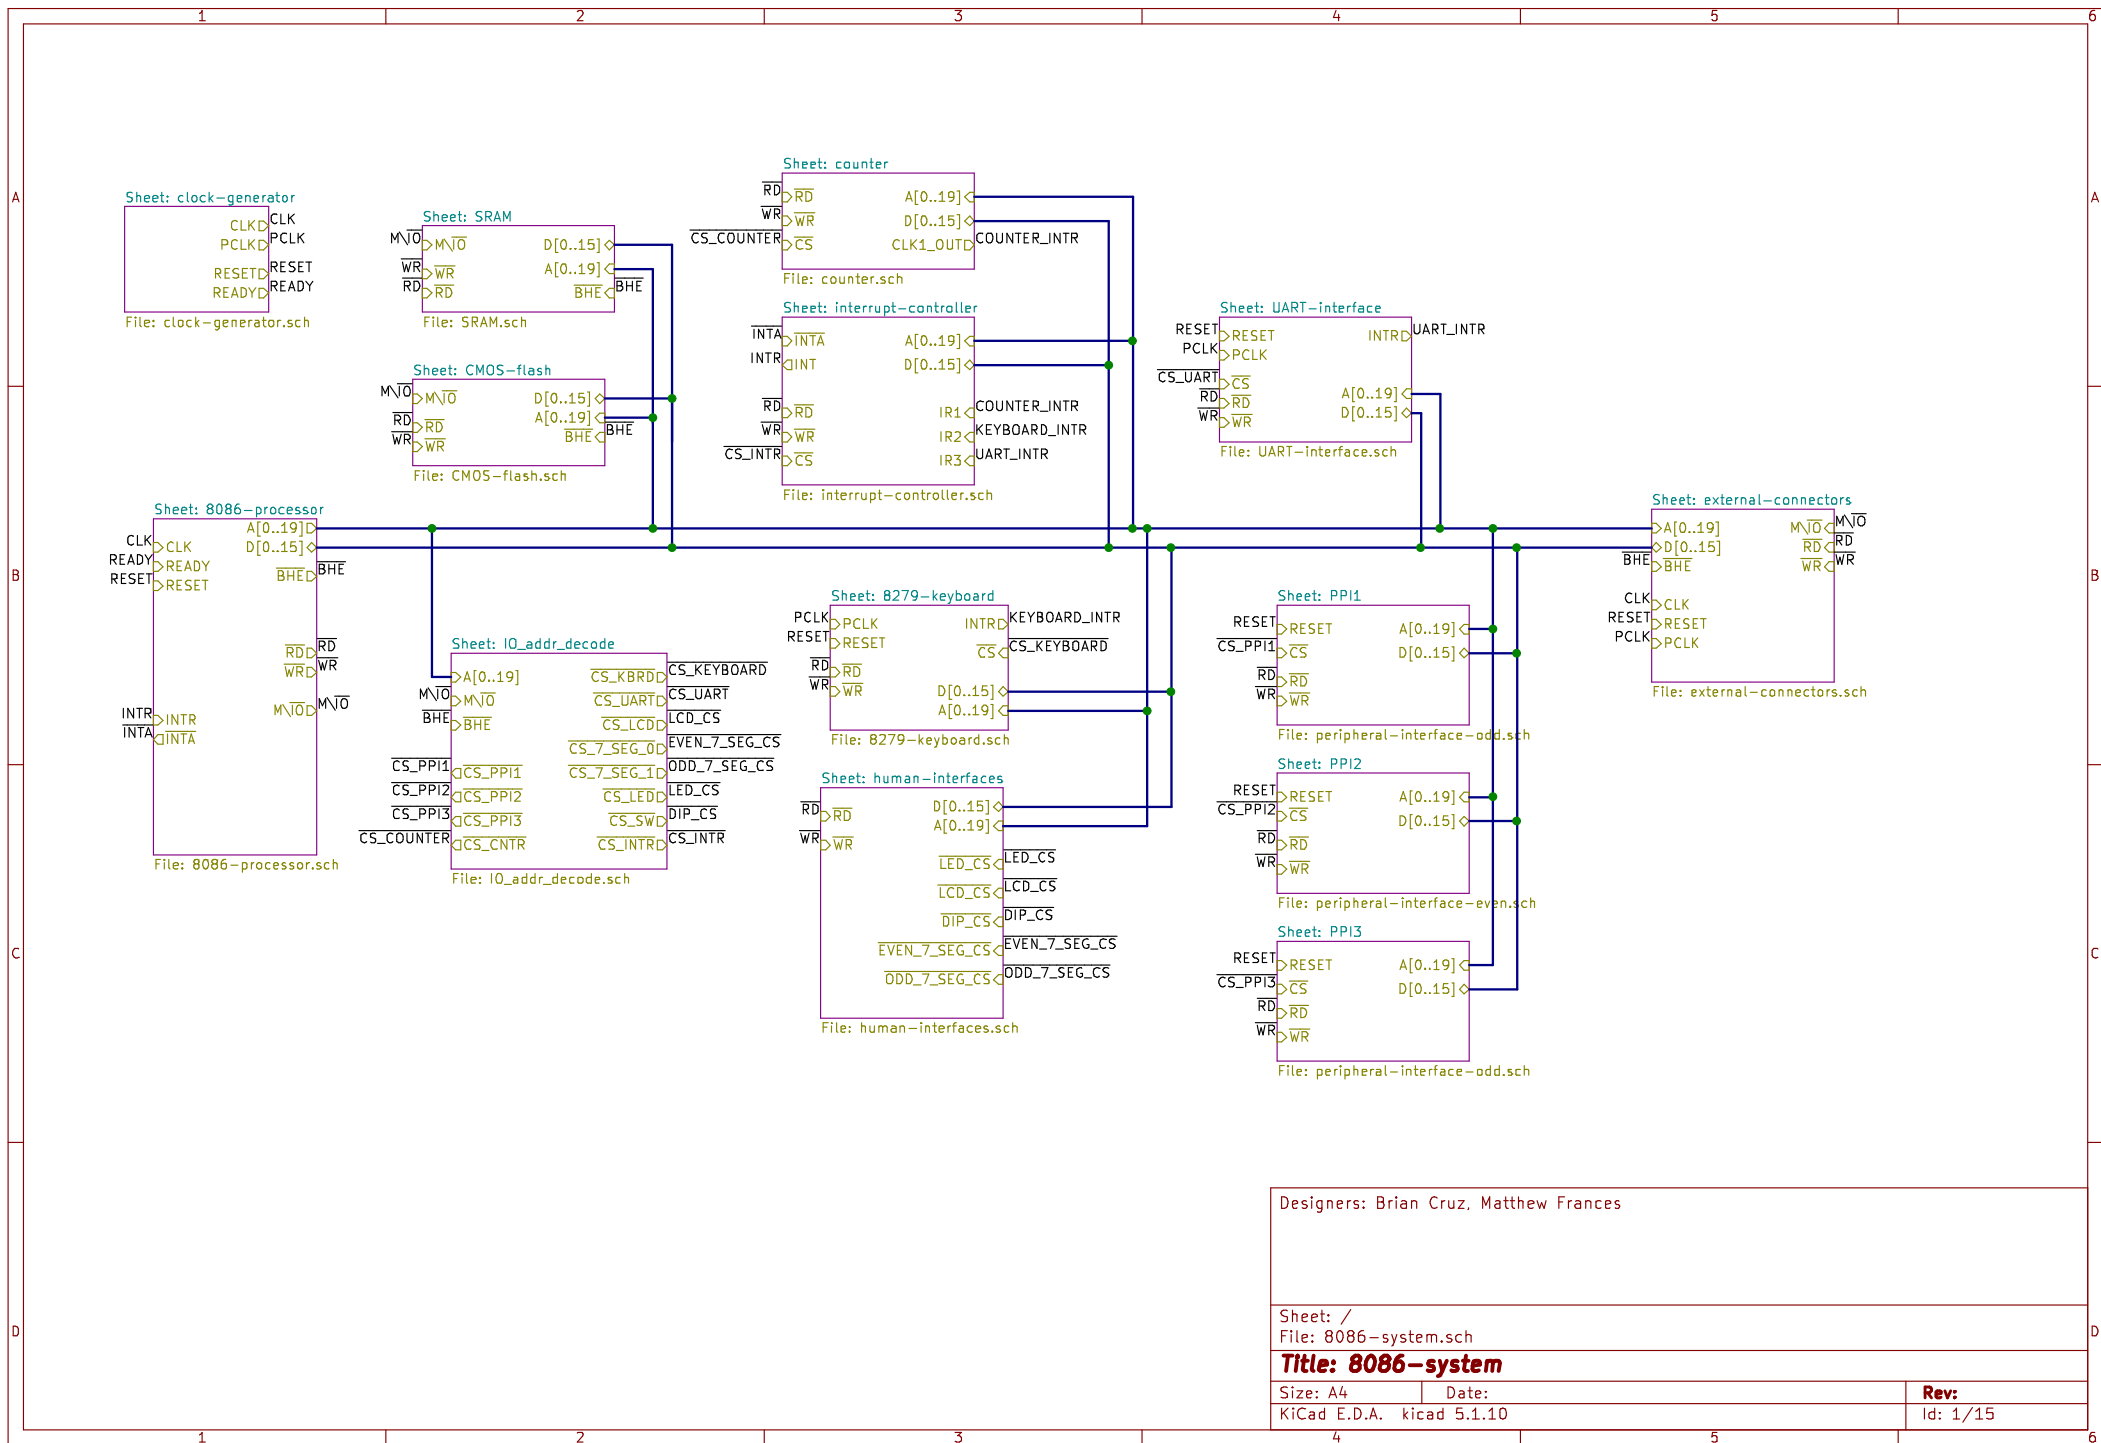 1 2 3 4 5 6
A
B
C
D
A
B
C
D
1 2 3 4 5 6
Sheet: clock-generator
CLK CLK
PCLK PCLK
RESET RESET
READY READY
File: clock-generator.sch
Sheet: SRAM
M\IO M\IO D[0..15]
WR WR A[0..19]
RD RD BHE BHE
File: SRAM.sch
Sheet: CMOS-flash
M\IO M\IO D[0..15]
RD RD A[0..19]
WR WR BHE BHE
File: CMOS-flash.sch
Sheet: counter
RD RD A[0..19]
WR WR D[0..15]
CS_COUNTER CS CLK1_OUT COUNTER_INTR
File: counter.sch
Sheet: interrupt-controller
INTA INTA A[0..19]
INTR INT D[0..15]
RD RD IR1 COUNTER_INTR
WR WR IR2 KEYBOARD_INTR
CS_INTR CS IR3 UART_INTR
File: interrupt-controller.sch
Sheet: UART-interface
RESET RESET INTR UART_INTR
PCLK PCLK
CS_UART CS A[0..19]
RD RD D[0..15]
WR WR
File: UART-interface.sch
Sheet: 8086-processor
A[0..19]
CLK CLK D[0..15]
READY READY BHE BHE
RESET RESET
RD RD
WR WR
M\IO M\IO
INTR INTR
INTA INTA
File: 8086-processor.sch
Sheet: IO_addr_decode
A[0..19] CS_KBRD CS_KEYBOARD
M\IO M\IO CS_UART CS_UART
BHE BHE CS_LCD LCD_CS
CS_7_SEG_0 EVEN_7_SEG_CS
CS_PPI1 CS_PPI1 CS_7_SEG_1 ODD_7_SEG_CS
CS_PPI2 CS_PPI2 CS_LED LED_CS
CS_PPI3 CS_PPI3 CS_SW DIP_CS
CS_COUNTER CS_CNTR CS_INTR CS_INTR
File: IO_addr_decode.sch
Sheet: 8279-keyboard
PCLK PCLK INTR KEYBOARD_INTR
RESET RESET CS CS_KEYBOARD
RD RD
WR WR D[0..15]
A[0..19]
File: 8279-keyboard.sch
Sheet: human-interfaces
RD RD D[0..15]
A[0..19]
WR WR
LED_CS LED_CS
LCD_CS LCD_CS
DIP_CS DIP_CS
EVEN_7_SEG_CS EVEN_7_SEG_CS
ODD_7_SEG_CS ODD_7_SEG_CS
File: human-interfaces.sch
Sheet: PPI1
RESET RESET A[0..19]
CS_PPI1 CS D[0..15]
RD RD
WR WR
File: peripheral-interface-odd.sch
Sheet: PPI2
RESET RESET A[0..19]
CS_PPI2 CS D[0..15]
RD RD
WR WR
File: peripheral-interface-even.sch
Sheet: PPI3
RESET RESET A[0..19]
CS_PPI3 CS D[0..15]
RD RD
WR WR
File: peripheral-interface-odd.sch
Sheet: external-connectors
A[0..19] M\IO M\IO
D[0..15] RD RD
BHE BHE WR WR
CLK CLK
RESET RESET
PCLK PCLK
File: external-connectors.sch
Designers: Brian Cruz, Matthew Frances
Sheet: /
File: 8086-system.sch
Title: 8086-system
Size: A4 Date: Rev:
KiCad E.D.A. kicad 5.1.10 Id: 1/15